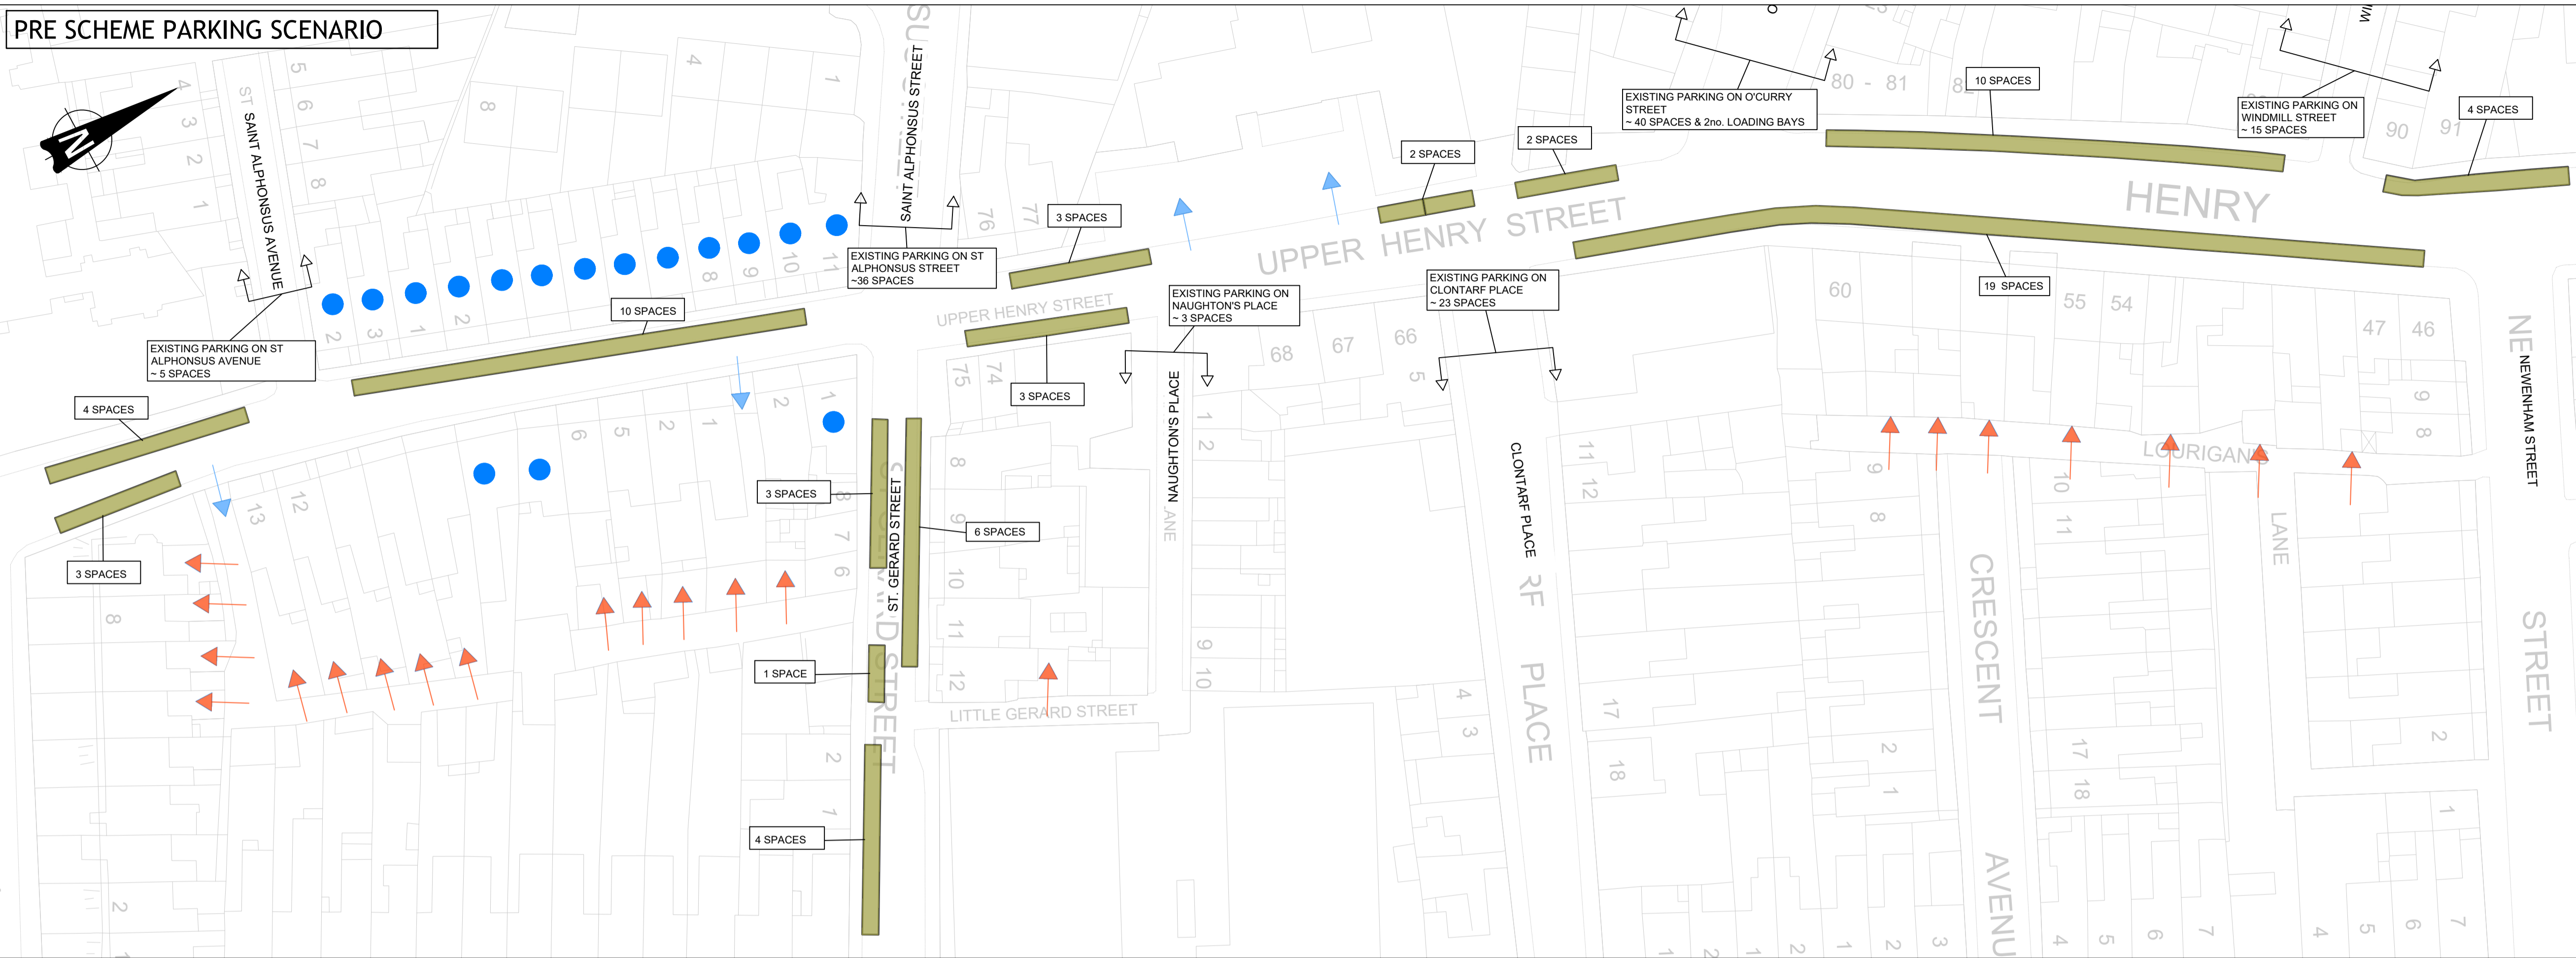 PRE SCHEME PARKING SCENARIO
N
SAINT ALPHONSUS AVENUE
ST
EXISTING PARKING ON ST
ALPHONSUS AVENUE
~ 5 SPACES
4 SPACES
3 SPACES
10 SPACES
SAINT ALPHONSUS STREET
EXISTING PARKING ON ST
ALPHONSUS STREET
~36 SPACES
3 SPACES
UPPER HENRY STREET
3 SPACES
EXISTING PARKING ON
NAUGHTON'S PLACE
~ 3 SPACES
NAUGHTON'S PLACE
3 SPACES
ST. GERARD STREET
6 SPACES
1 SPACE
4 SPACES
LITTLE GERARD STREET
UPPER HENRY STREET
2 SPACES
2 SPACES
EXISTING PARKING ON
CLONTARF PLACE
~ 23 SPACES
CLONTARF PLACE
PLACE
EXISTING PARKING ON O'CURRY
STREET
~ 40 SPACES & 2no. LOADING BAYS
10 SPACES
80 - 81
HENRY
19 SPACES
EXISTING PARKING ON
WINDMILL STREET
~ 15 SPACES
4 SPACES
90
91
76
77
75
74
68
67
66
60
55
54
47
46
LOURIGAN'S
LANE
CRESCENT
AVENU
NEWENHAM STREET
STREET